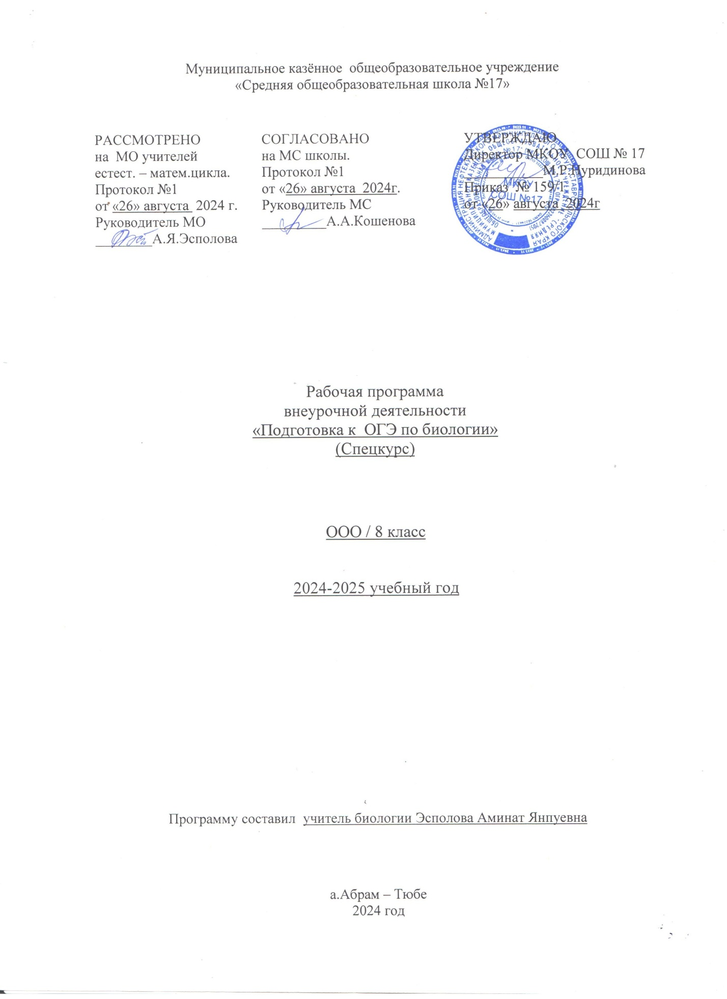 Муниципальное казённое  общеобразовательное учреждение
«Средняя общеобразовательная школа №17»
РАССМОТРЕНО
на  МО учителей
естест. – матем.цикла.
Протокол №1
от «26» августа  2024 г.
Руководитель МО
________А.Я.Эсполова
СОГЛАСОВАНО
на МС школы.
Протокол №1
от «26» августа  2024г.
Руководитель МС
_________А.А.Кошенова
УТВЕРЖДАЮ
Директор МКОУ  СОШ № 17
___________М.Р.Нуридинова
Приказ  № 159/1
от «26» августа  2024г
МКОУ
СОШ №17
Рабочая программа
внеурочной деятельности
«Подготовка к  ОГЭ по биологии»
(Спецкурс)
ООО / 8 класс
2024-2025 учебный год
Программу составил  учитель биологии Эсполова Аминат Янпуевна
а.Абрам – Тюбе
2024 год